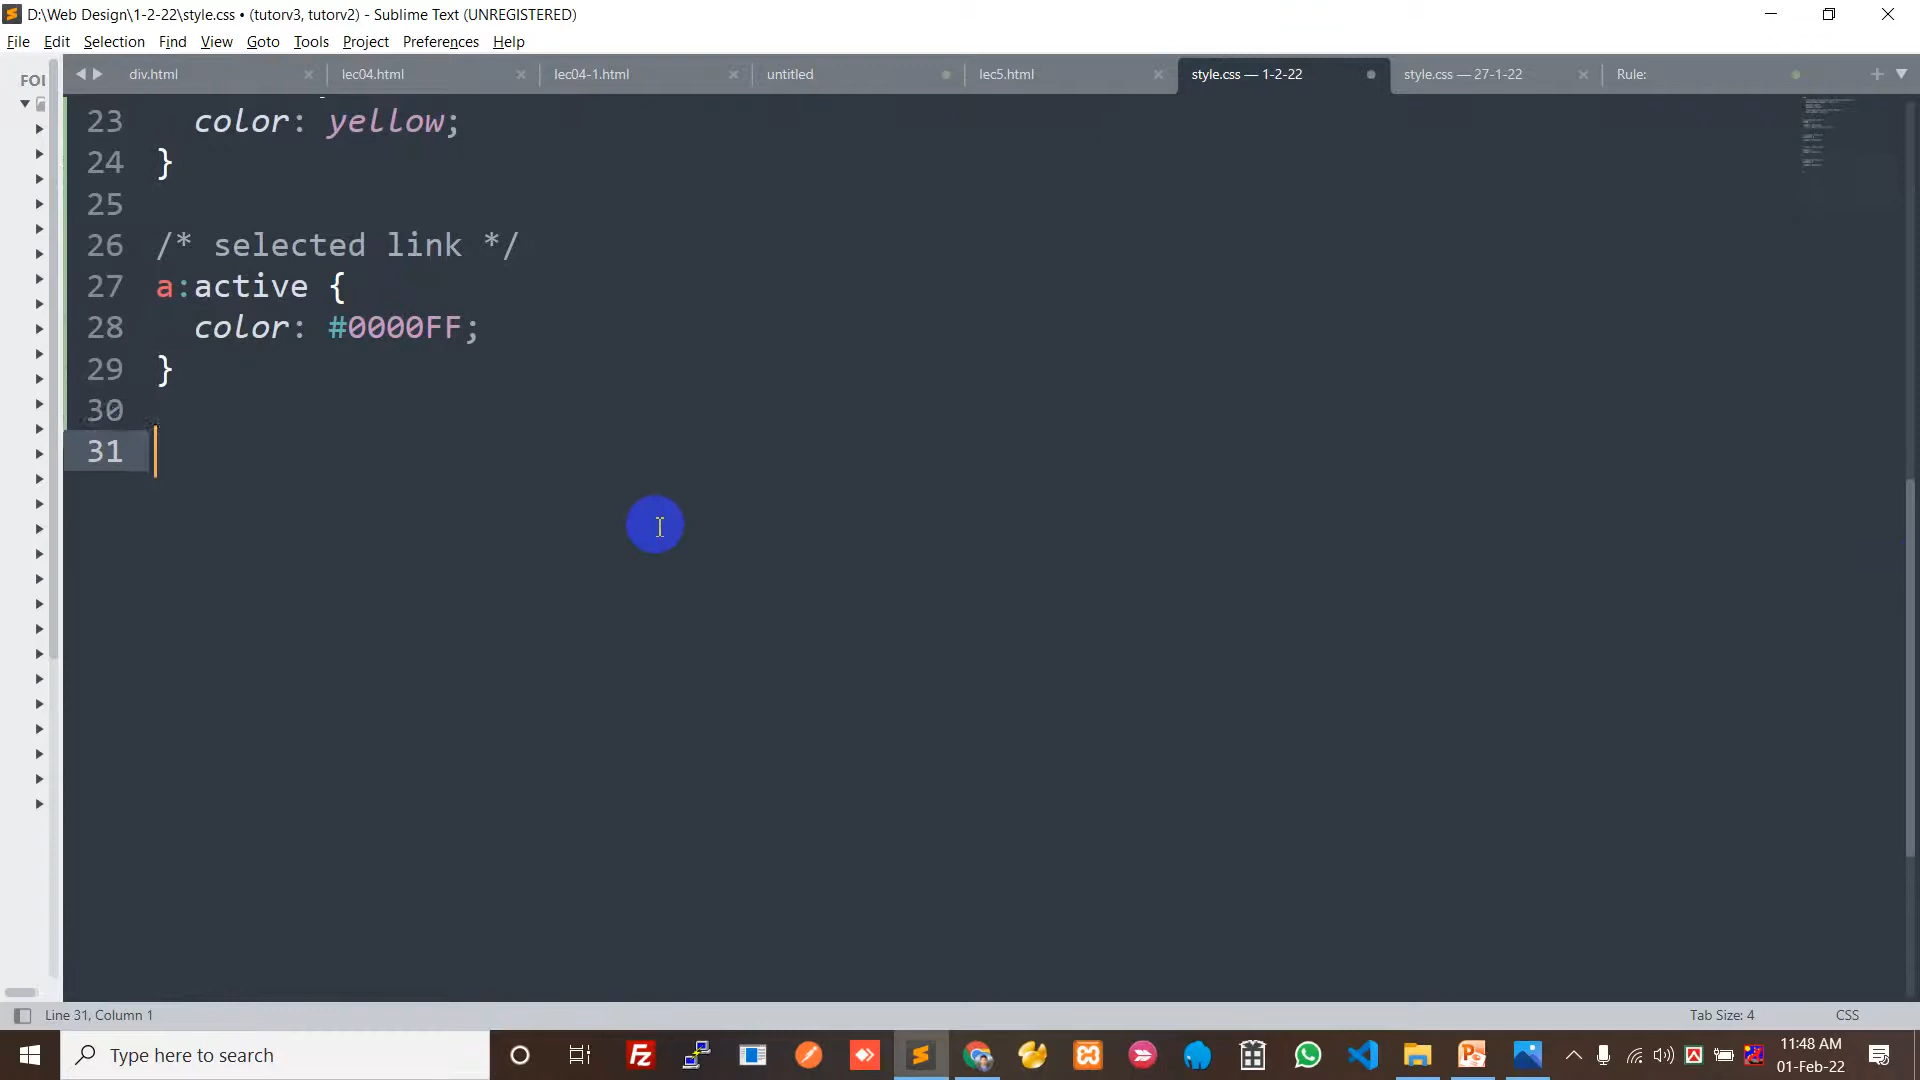 D:\Web Design\1-2-22\style.css • (tutorv3, tutorv2) - Sublime Text (UNREGISTERED)
File Edit Selection Find View Goto Tools Project Preferences Help
FOI
div.html lec04.html lec04-1.html untitled lec5.html style.css — 1-2-22 style.css — 27-1-22 Rule:
23 color: yellow;
24 }
25
26 /* selected link */
27 a:active {
28 color: #0000FF;
29 }
30
31
Line 31, Column 1 Tab Size: 4 CSS
Type here to search
11:48 AM
01-Feb-22